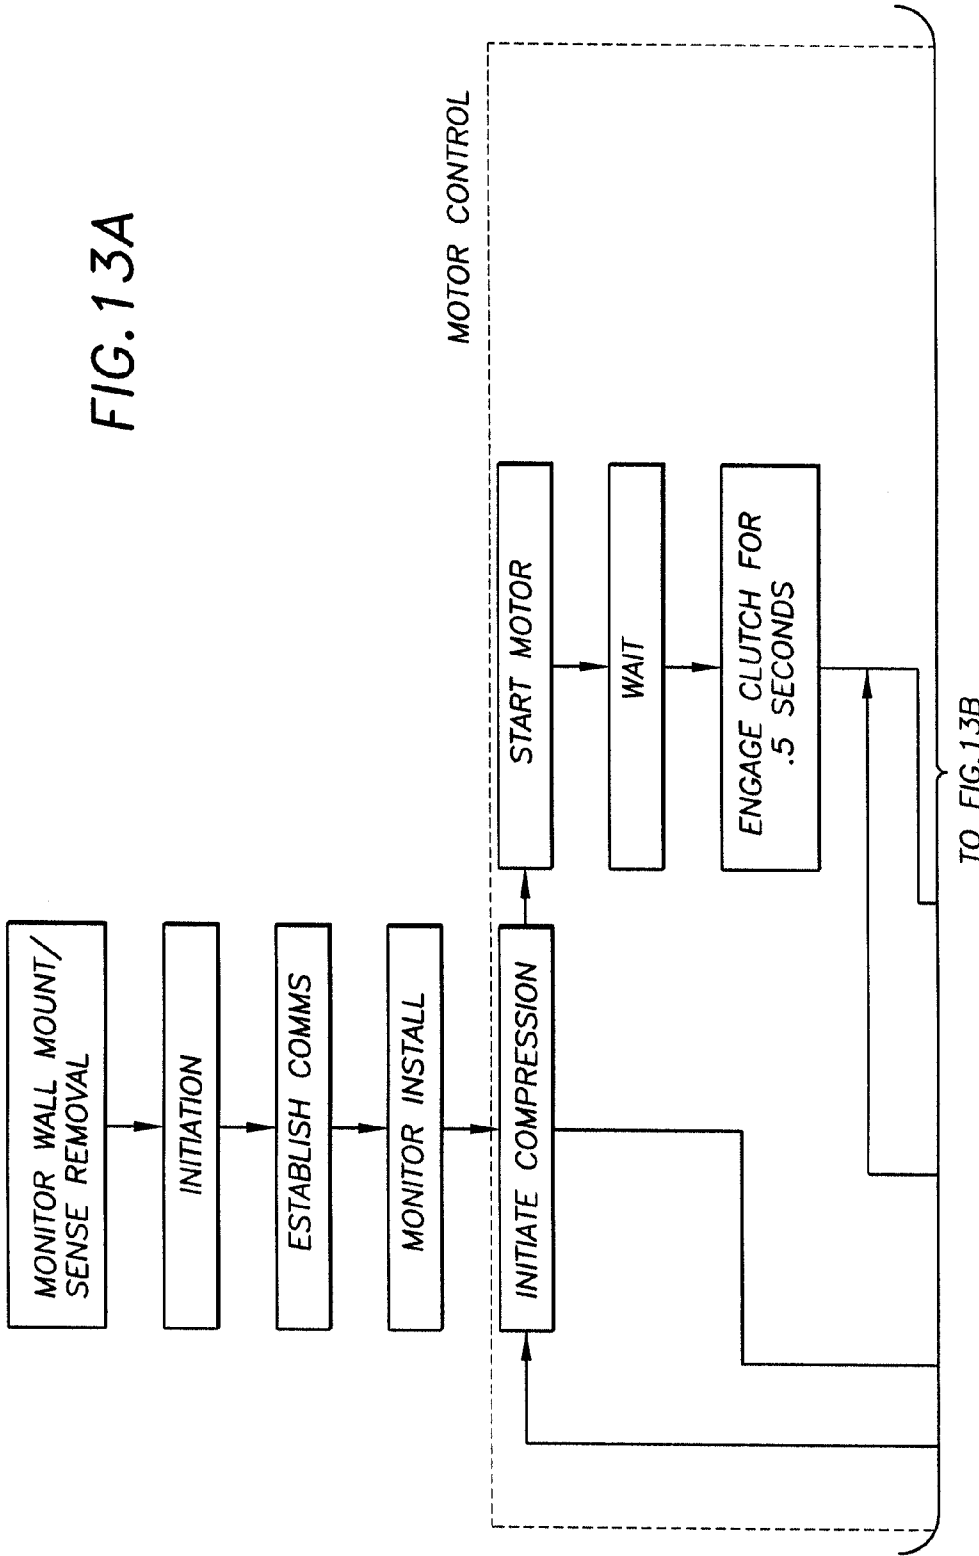 FIG.13A
MONITOR WALL MOUNT/
SENSE REMOVAL
INITIATION
ESTABLISH COMMS
MONITOR INSTALL
MOTOR CONTROL
INITIATE COMPRESSION
START MOTOR
WAIT
ENGAGE CLUTCH FOR
.5 SECONDS
TO FIG.13B